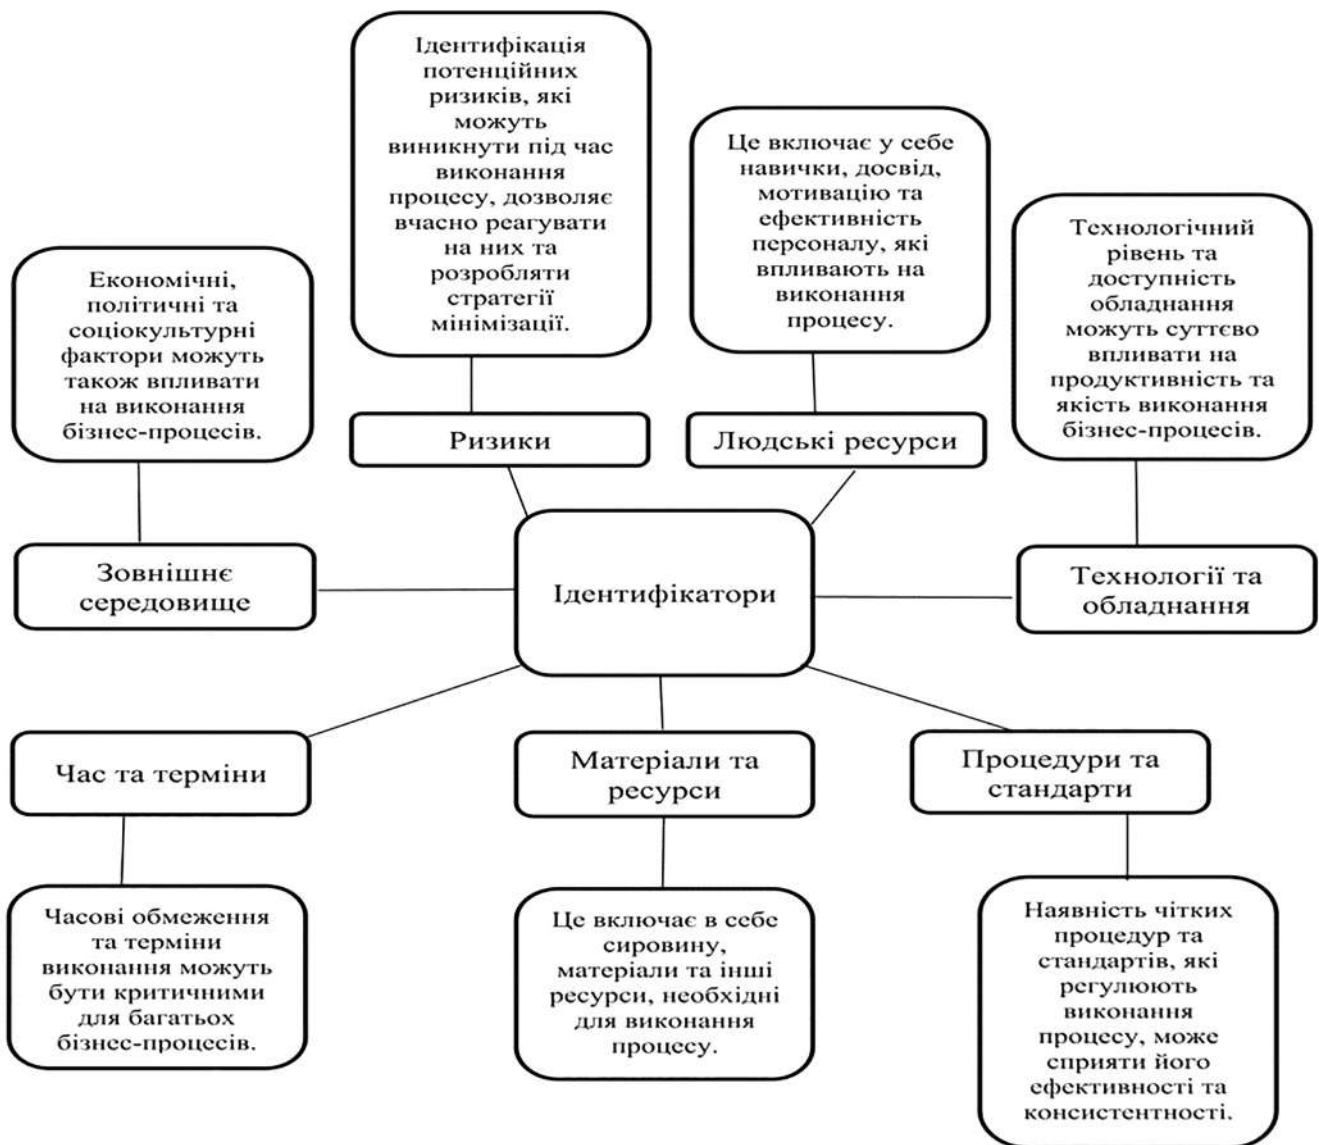 Ідентифікація
потенційних
ризиків, які
можуть
виникнути під час
виконання
процесу, дозволяє
вчасно реагувати
на них та
розробляти
стратегії
мінімізації.
Це включає у себе
навички, досвід,
мотивацію та
ефективність
персоналу, які
впливають на
виконання
процесу.
Технологічний
рівень та
доступність
обладнання
можуть суттєво
впливати на
продуктивність та
якість виконання
бізнес-процесів.
Економічні,
політичні та
соціокультурні
фактори можуть
також впливати
на виконання
бізнес-процесів.
Ризики
Людські ресурси
Зовнішнє
середовище
Ідентифікатори
Технології та
обладнання
Час та терміни
Матеріали та
ресурси
Процедури та
стандарти
Часові обмеження
та терміни
виконання можуть
бути критичними
для багатьох
бізнес-процесів.
Це включає в себе
сировину,
матеріали та інші
ресурси, необхідні
для виконання
процесу.
Наявність чітких
процедур та
стандартів, які
регулюють
виконання
процесу, може
сприяти його
ефективності та
консистентності.